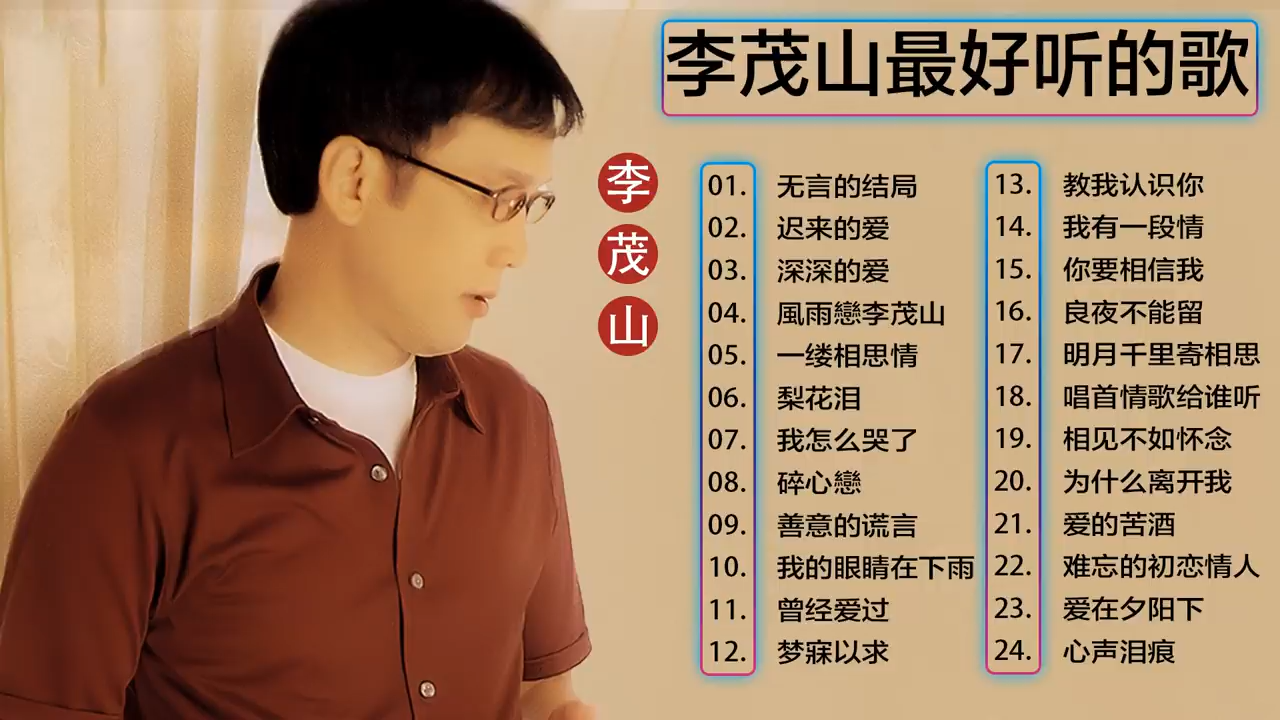 李茂山最好听的歌
李
茂
山
01. 无言的结局
02. 迟来的爱
03. 深深的爱
04. 風雨戀李茂山
05. 一缕相思情
06. 梨花泪
07. 我怎么哭了
08. 碎心戀
09. 善意的谎言
10. 我的眼睛在下雨
11. 曾经爱过
12. 梦寐以求
13. 教我认识你
14. 我有一段情
15. 你要相信我
16. 良夜不能留
17. 明月千里寄相思
18. 唱首情歌给谁听
19. 相见不如怀念
20. 为什么离开我
21. 爱的苦酒
22. 难忘的初恋情人
23. 爱在夕阳下
24. 心声泪痕